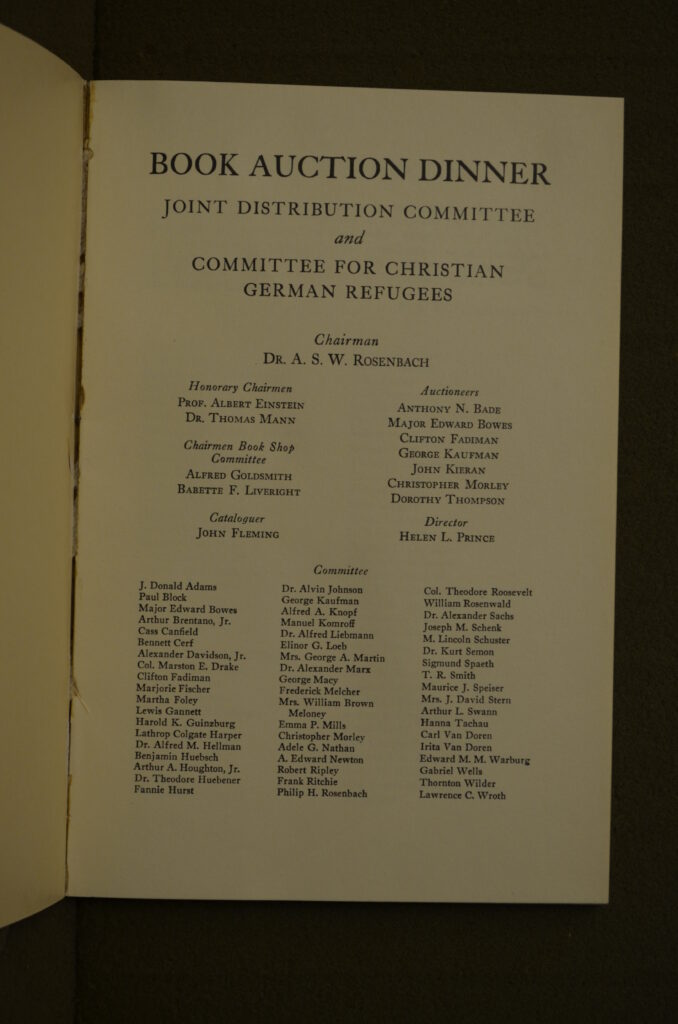 BOOK AUCTION DINNER
JOINT DISTRIBUTION COMMITTEE
and
COMMITTEE FOR CHRISTIAN
GERMAN REFUGEES
Chairman
DR. A. S. W. ROSENBACH
Honorary Chairmen
PROF. ALBERT EINSTEIN
DR. THOMAS MANN
Chairmen Book Shop
Committee
ALFRED GOLDSMITH
BABETTE F. LIVERIGHT
Cataloguer
JOHN FLEMING
Auctioneers
ANTHONY N. BADE
MAJOR EDWARD BOWES
CLIFTON FADIMAN
GEORGE KAUFMAN
JOHN KIERAN
CHRISTOPHER MORLEY
DOROTHY THOMPSON
Director
HELEN L. PRINCE
Committee
J. Donald Adams
Paul Block
Major Edward Bowes
Arthur Brentano, Jr.
Cass Canfield
Bennett Cerf
Alexander Davidson, Jr.
Col. Marston E. Drake
Clifton Fadiman
Marjorie Fischer
Martha Foley
Lewis Gannett
Harold K. Guinzburg
Lathrop Colgate Harper
Dr. Alfred M. Hellman
Benjamin Huebsch
Arthur A. Houghton, Jr.
Dr. Theodore Huebener
Fannie Hurst
Dr. Alvin Johnson
George Kaufman
Alfred A. Knopf
Manuel Komroff
Dr. Alfred Liebmann
Elinor G. Loeb
Mrs. George A. Martin
Dr. Alexander Marx
George Macy
Frederick Melcher
Mrs. William Brown
Meloney
Emma P. Mills
Christopher Morley
Adele G. Nathan
A. Edward Newton
Robert Ripley
Frank Ritchie
Philip H. Rosenbach
Col. Theodore Roosevelt
William Rosenwald
Dr. Alexander Sachs
Joseph M. Schenk
M. Lincoln Schuster
Dr. Kurt Semon
Sigmund Spaeth
T. R. Smith
Maurice J. Speiser
Mrs. J. David Stern
Arthur L. Swann
Hanna Tachau
Carl Van Doren
Irita Van Doren
Edward M. M. Warburg
Gabriel Wells
Thornton Wilder
Lawrence C. Wroth